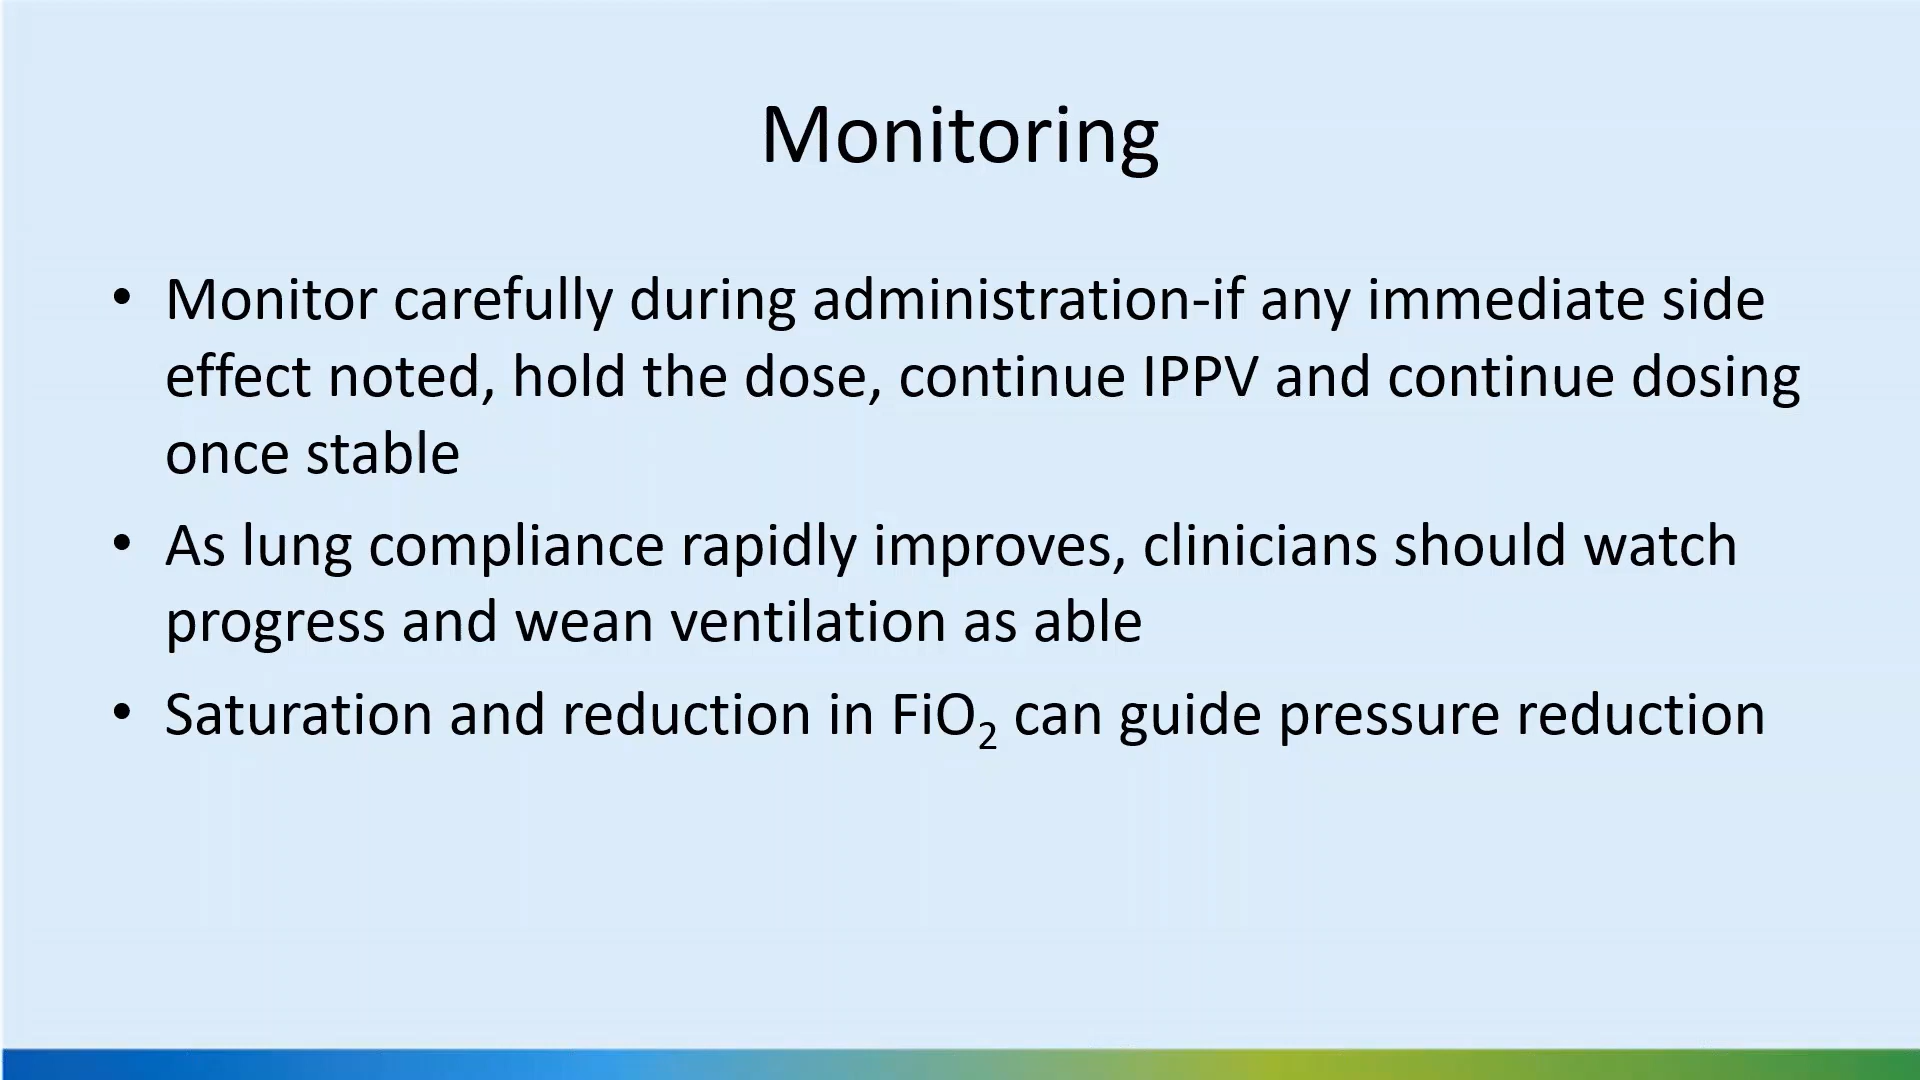 Monitoring
• Monitor carefully during administration-if any immediate side
effect noted, hold the dose, continue IPPV and continue dosing
once stable
• As lung compliance rapidly improves, clinicians should watch
progress and wean ventilation as able
• Saturation and reduction in FiO₂ can guide pressure reduction